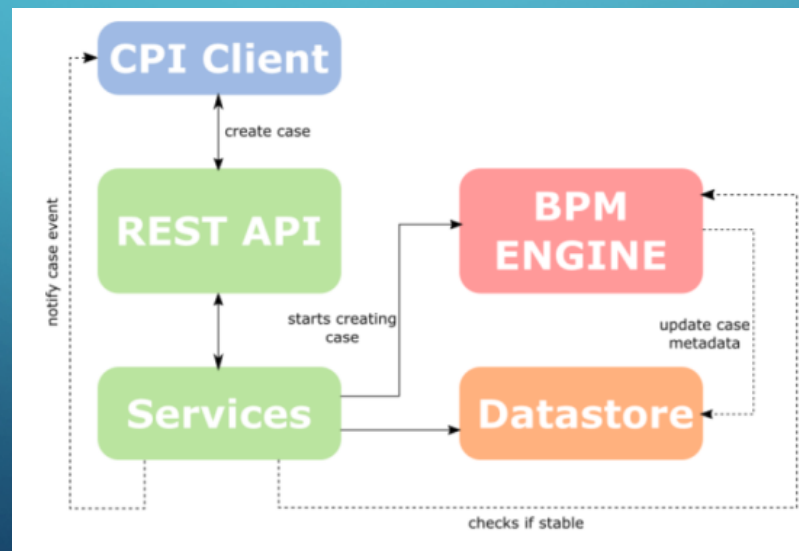 CPI Client
create case
REST API
BPM
ENGINE
notify case event
starts creating
case
update case
metadata
Services
Datastore
checks if stable